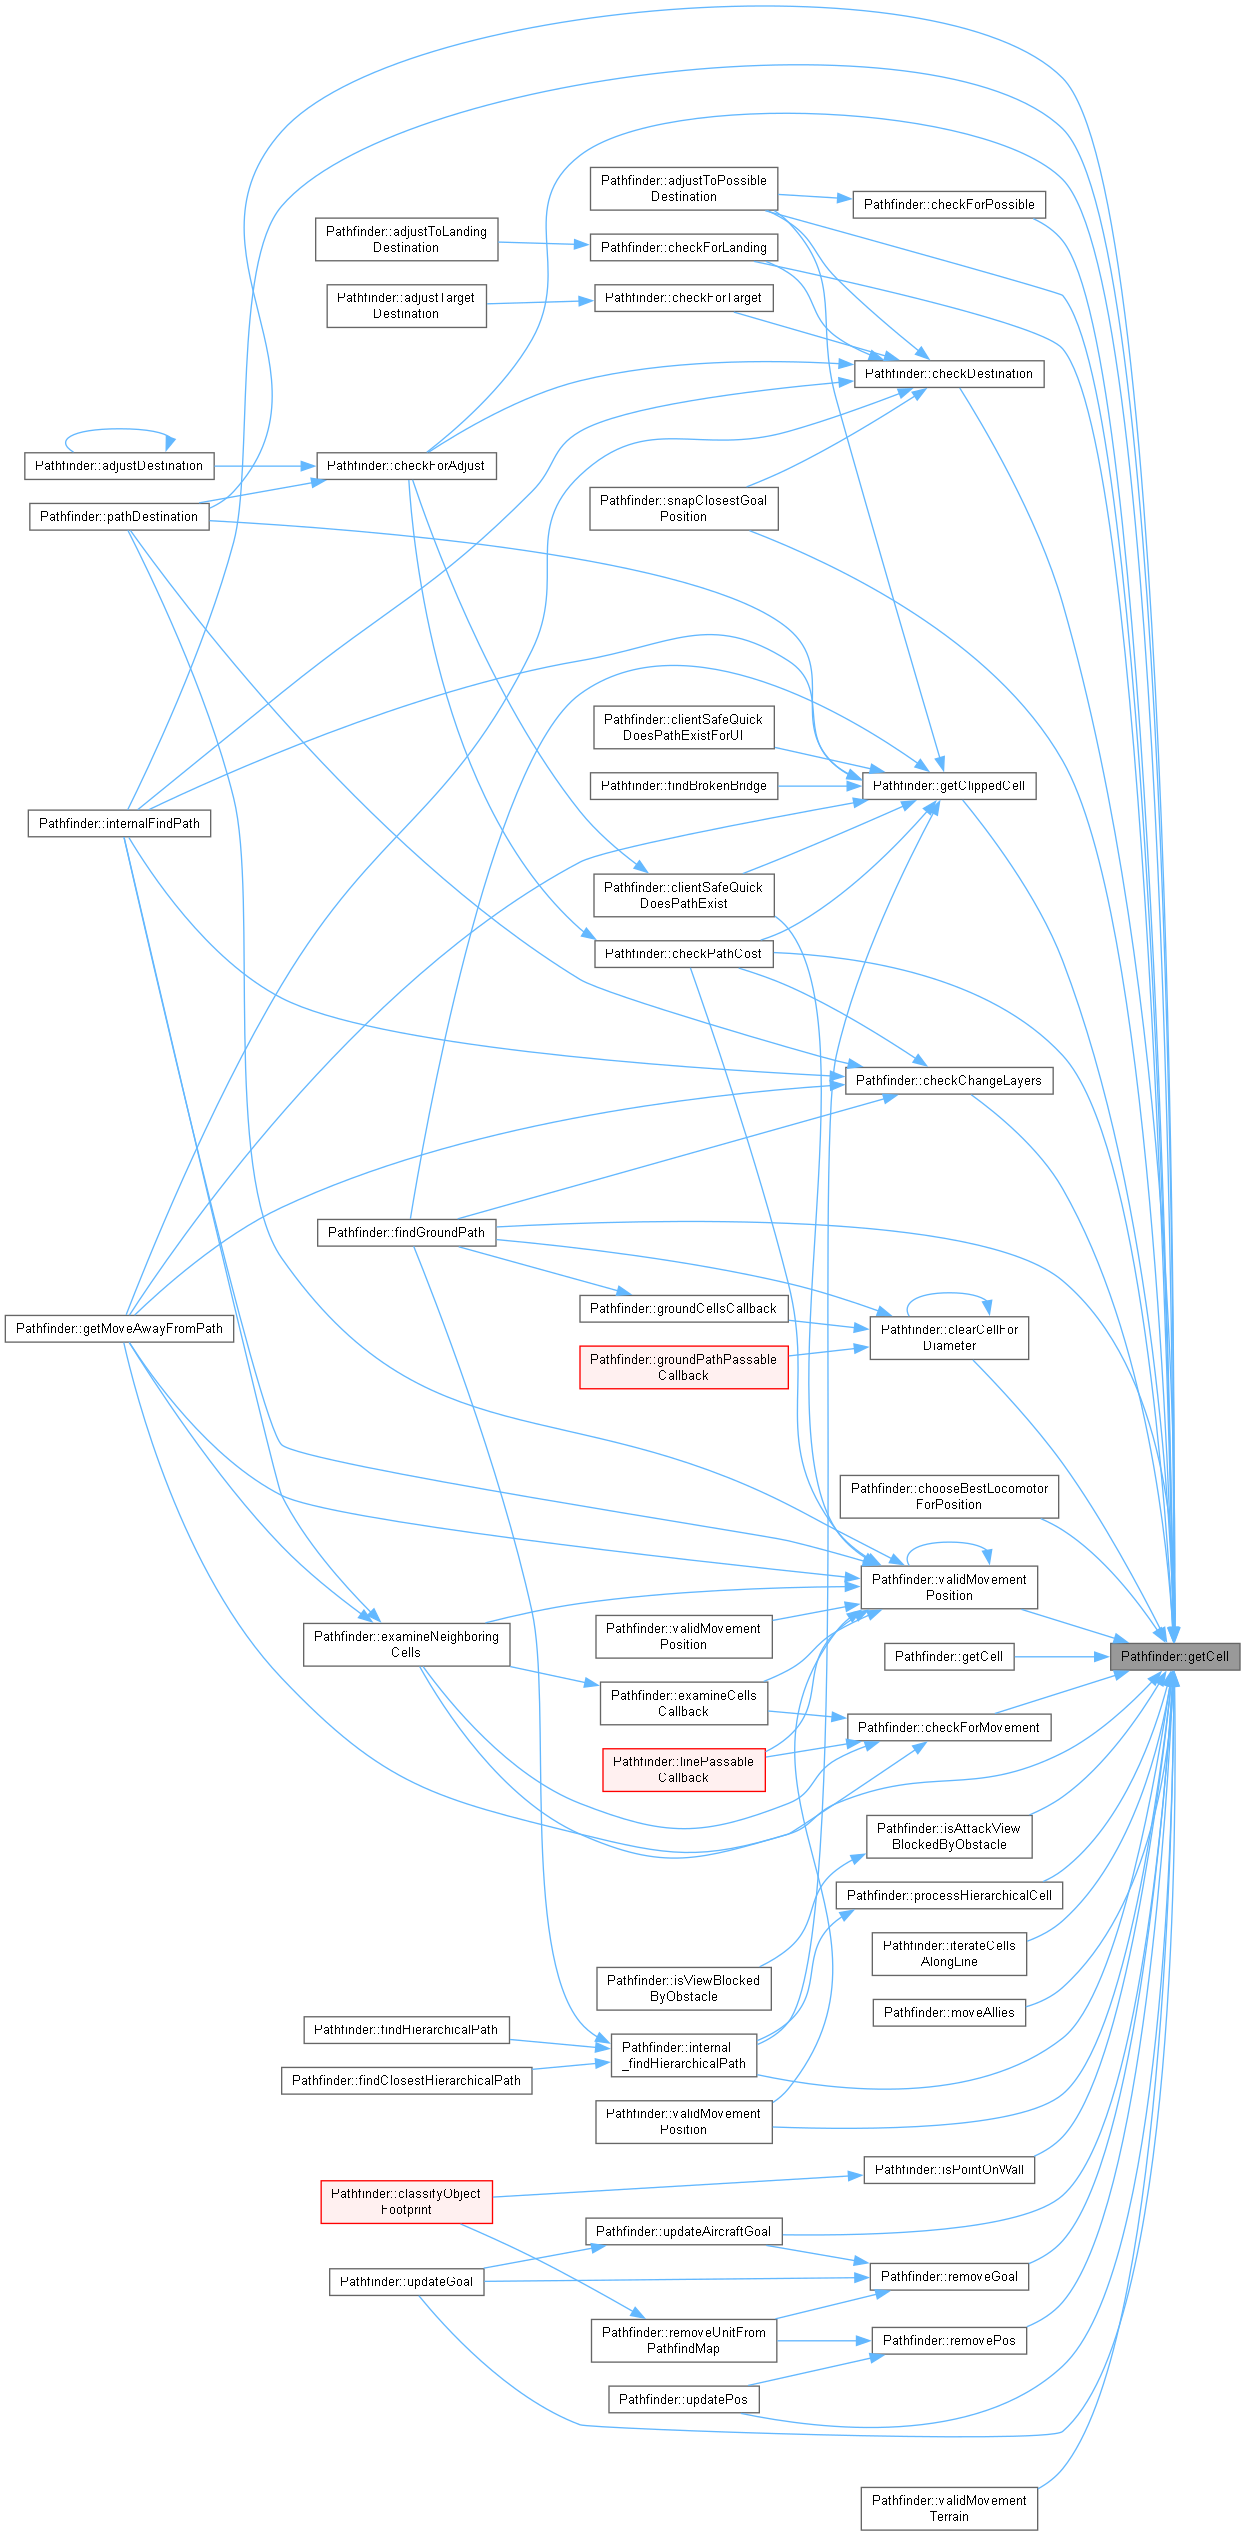 Pathfinder::adjustToPossible
Destination
Pathfinder::checkForPossible
Pathfinder::adjustToLanding
Destination
Pathfinder::checkForLanding
Pathfinder::adjustTarget
Destination
Pathfinder::checkForTarget
Pathfinder::checkDestination
Pathfinder::adjustDestination
Pathfinder::checkForAdjust
Pathfinder::pathDestination
Pathfinder::snapClosestGoal
Position
Pathfinder::clientSafeQuick
DoesPathExistForUI
Pathfinder::findBrokenBridge
Pathfinder::getClippedCell
Pathfinder::internalFindPath
Pathfinder::clientSafeQuick
DoesPathExist
Pathfinder::checkPathCost
Pathfinder::checkChangeLayers
Pathfinder::findGroundPath
Pathfinder::groundCellsCallback
Pathfinder::getMoveAwayFromPath
Pathfinder::clearCellFor
Diameter
Pathfinder::groundPathPassable
Callback
Pathfinder::chooseBestLocomotor
ForPosition
Pathfinder::validMovement
Position
Pathfinder::examineNeighboring
Cells
Pathfinder::validMovement
Position
Pathfinder::getCell
Pathfinder::getCell
Pathfinder::examineCells
Callback
Pathfinder::checkForMovement
Pathfinder::linePassable
Callback
Pathfinder::isAttackView
BlockedByObstacle
Pathfinder::processHierarchicalCell
Pathfinder::iterateCells
AlongLine
Pathfinder::isViewBlocked
ByObstacle
Pathfinder::moveAllies
Pathfinder::findHierarchicalPath
Pathfinder::internal
_findHierarchicalPath
Pathfinder::findClosestHierarchicalPath
Pathfinder::validMovement
Position
Pathfinder::isPointOnWall
Pathfinder::classifyObject
Footprint
Pathfinder::updateAircraftGoal
Pathfinder::updateGoal
Pathfinder::removeGoal
Pathfinder::removeUnitFrom
PathfindMap
Pathfinder::removePos
Pathfinder::updatePos
Pathfinder::validMovement
Terrain